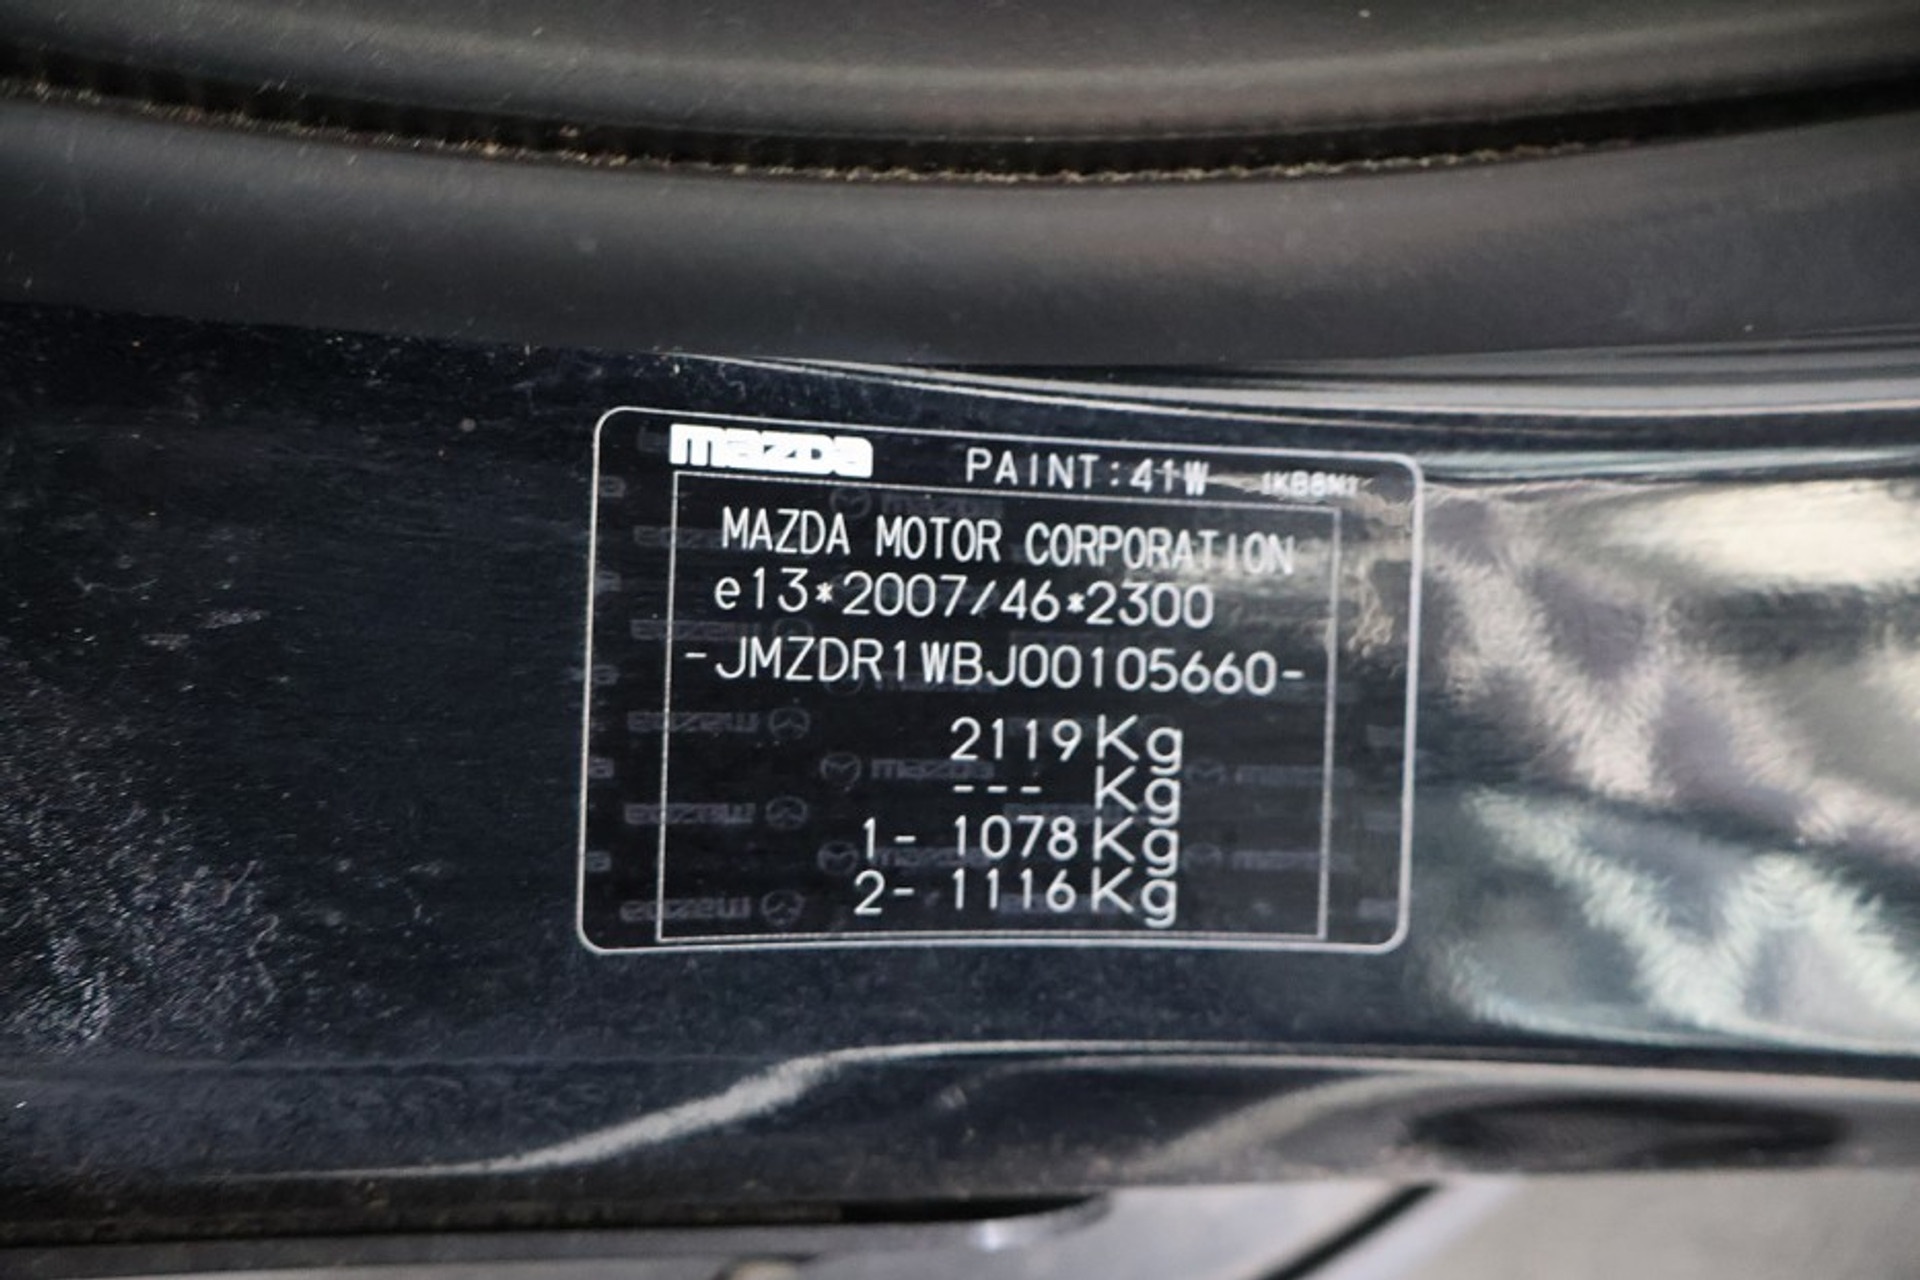 mazda PAINT:41W
MAZDA MOTOR CORPORATION
e13*2007/46*2300
-JMZDR1WBJ00105660-
2119Kg
--- Kg
1- 1078Kg
2- 1116Kg